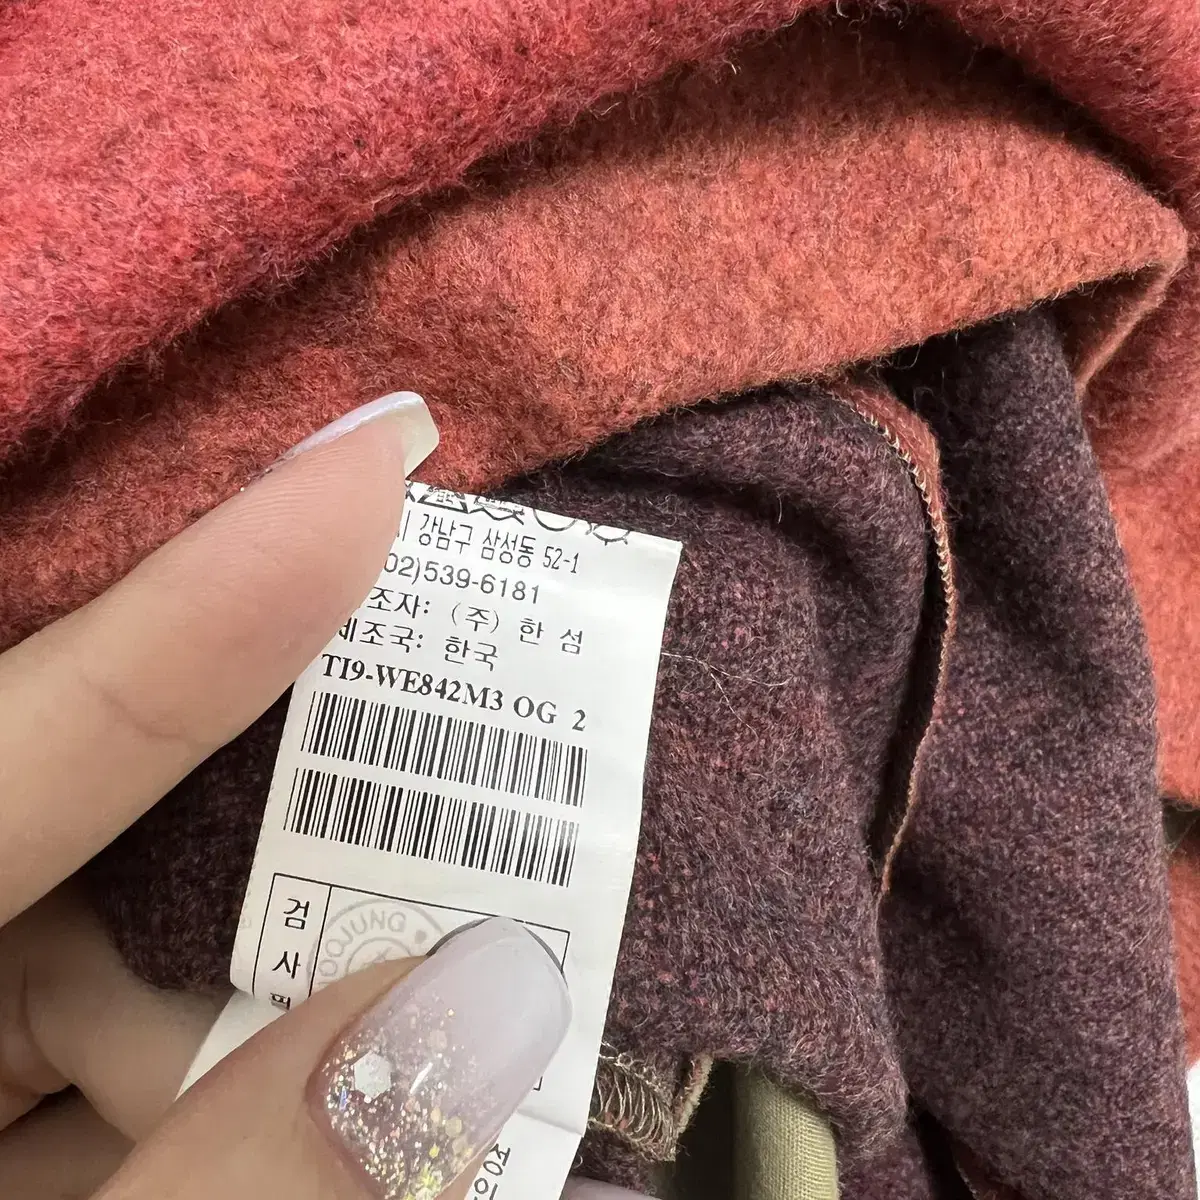 강남구 삼성동 52-1
02)539-6181
조자: (주) 한 섬
제조국: 한국
TI9-WE842M3 OG 2
검
사